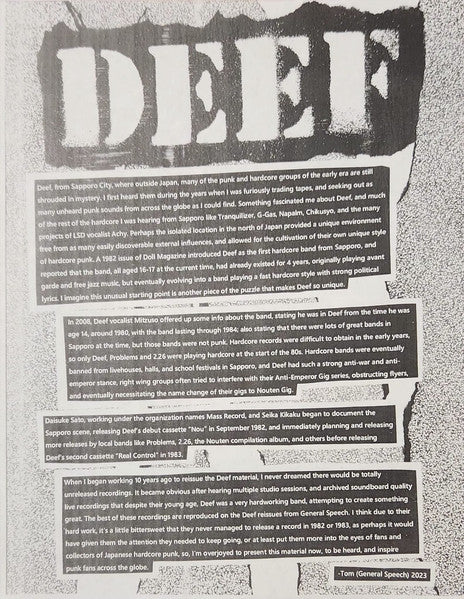 DEEF
Deef, from Sapporo City, where outside Japan, many of the punk and hardcore groups of the early era are still
shrouded in mystery. I first heard them during the years when I was furiously trading tapes, and seeking out as
many unheard punk sounds from across the globe as I could find. Something fascinated me about Deef, and much
of the rest of the hardcore I was hearing from Sapporo like Tranquilizer, G-Gas, Napalm, Chikusyo, and the many
projects of LSD vocalist Achy. Perhaps the isolated location in the north of Japan provided a unique environment
free from as many easily discoverable external influences, and allowed for the cultivation of their own unique style
of hardcore punk. A 1982 issue of Doll Magazine introduced Deef as the first hardcore band from Sapporo, and
reported that the band, all aged 16-17 at the current time, had already existed for 4 years, originally playing avant
garde and free jazz music, but eventually evolving into a band playing a fast hardcore style with strong political
lyrics. I imagine this unusual starting point is another piece of the puzzle that makes Deef so unique.
In 2008, Deef vocalist Mizuso offered up some info about the band, stating he was in Deef from the time he was
age 14, around 1980, with the band lasting through 1984; also stating that there were lots of great bands in
Sapporo at the time, but those bands were not punk. Hardcore records were difficult to obtain in the early years,
so only Deef, Problems and 2.26 were playing hardcore at the start of the 80s. Hardcore bands were eventually
banned from livehouses, halls, and school festivals in Sapporo, and Deef had such a strong anti-war and anti-
emperor stance, right wing groups often tried to interfere with their Anti-Emperor Gig series, obstructing flyers,
and eventually necessitating the name change of their gigs to Nouten Gig.
Daisuke Sato, working under the organization names Mass Record, and Seika Kikaku began to document the
Sapporo scene, releasing Deef's debut cassette "Nou" in September 1982, and immediately planning and releasing
more releases by local bands like Problems, 2.26, the Nouten compilation album, and others before releasing
Deef's second cassette "Real Control" in 1983.
When I began working 10 years ago to reissue the Deef material, I never dreamed there would be totally
unreleased recordings. It became obvious after hearing multiple studio sessions, and archived soundboard quality
live recordings that despite their young age, Deef was a very hardworking band, attempting to create something
great. The best of these recordings are reproduced on the Deef reissues from General Speech. I think due to their
hard work, it's a little bittersweet that they never managed to release a record in 1982 or 1983, as perhaps it would
have given them the attention they needed to keep going, or at least put them more into the eyes of fans and
collectors of Japanese hardcore punk, so, I'm overjoyed to present this material now, to be heard, and inspire
punk fans across the globe.
-Tom (General Speech) 2023